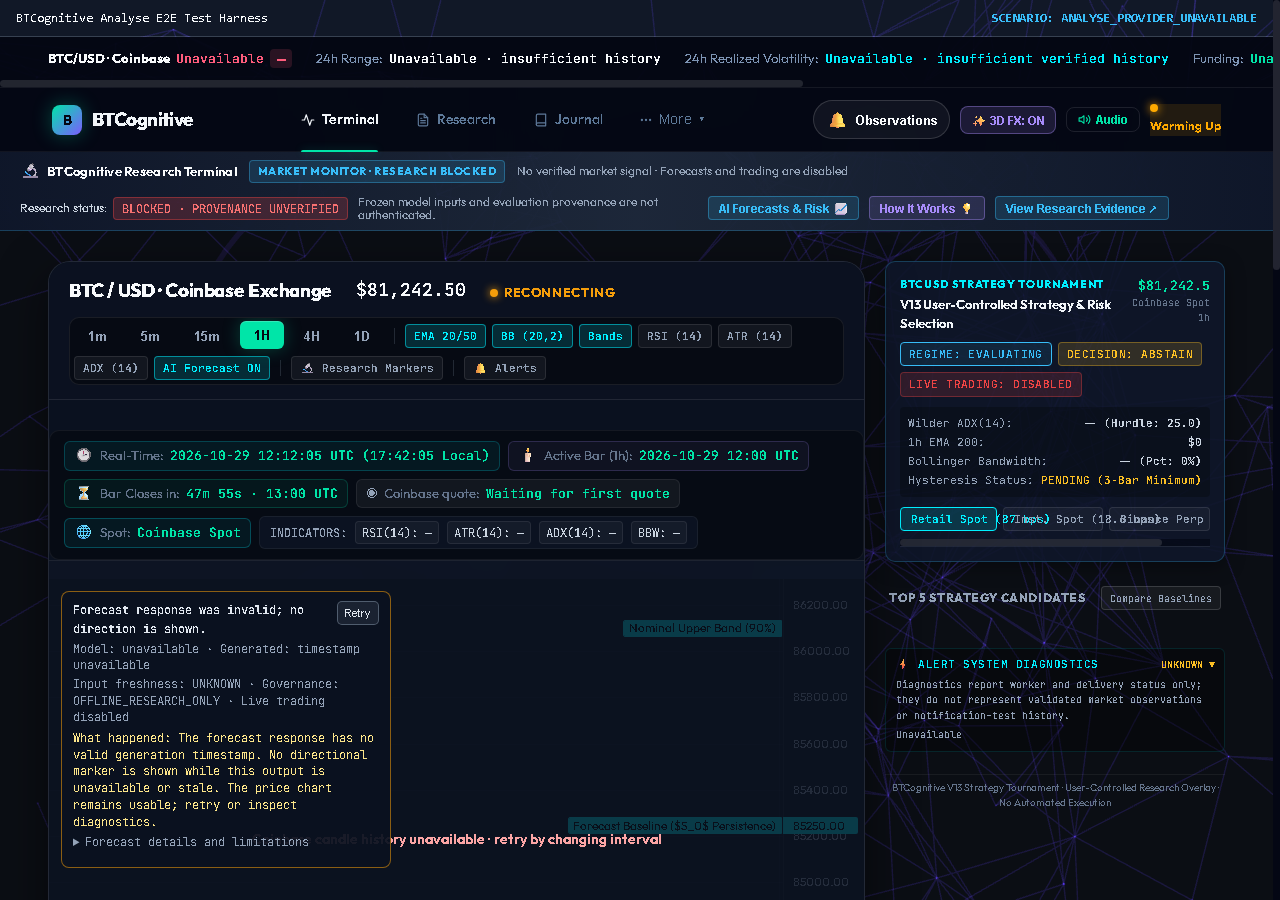 BTCognitive Analyse E2E Test Harness
SCENARIO: ANALYSE_PROVIDER_UNAVAILABLE
BTC/USD · Coinbase Unavailable — 24h Range: Unavailable · insufficient history 24h Realized Volatility: Unavailable · insufficient verified history Funding: Una
B BTCognitive
Terminal Research Journal ··· More ▾
Observations 3D FX: ON Audio Warming Up
BTCognitive Research Terminal MARKET MONITOR · RESEARCH BLOCKED No verified market signal · Forecasts and trading are disabled
Research status: BLOCKED · PROVENANCE UNVERIFIED Frozen model inputs and evaluation provenance are not
authenticated.
AI Forecasts & Risk How It Works View Research Evidence ↗
BTC / USD · Coinbase Exchange $81,242.50 RECONNECTING
1m 5m 15m 1H 4H 1D EMA 20/50 BB (20,2) Bands RSI (14) ATR (14)
ADX (14) AI Forecast ON Research Markers Alerts
Real-Time: 2026-10-29 12:12:05 UTC (17:42:05 Local) Active Bar (1h): 2026-10-29 12:00 UTC
Bar Closes in: 47m 55s · 13:00 UTC Coinbase quote: Waiting for first quote
Spot: Coinbase Spot INDICATORS: RSI(14): — ATR(14): — ADX(14): — BBW: —
Forecast response was invalid; no
direction is shown.
Retry
Model: unavailable · Generated: timestamp
unavailable
Input freshness: UNKNOWN · Governance:
OFFLINE_RESEARCH_ONLY · Live trading
disabled
What happened: The forecast response has no
valid generation timestamp. No directional
marker is shown while this output is
unavailable or stale. The price chart
remains usable; retry or inspect
diagnostics.
▶ Forecast details and limitations
candle history unavailable · retry by changing interval
86200.00
Nominal Upper Band (90%)
86000.00
85800.00
85600.00
85400.00
Forecast Baseline ($S_0$ Persistence) 85250.00
85200.00
85000.00
BTCUSD STRATEGY TOURNAMENT
V13 User-Controlled Strategy & Risk
Selection
$81,242.5
Coinbase Spot
1h
REGIME: EVALUATING DECISION: ABSTAIN
LIVE TRADING: DISABLED
Wilder ADX(14): — (Hurdle: 25.0)
1h EMA 200: $0
Bollinger Bandwidth: — (Pct: 0%)
Hysteresis Status: PENDING (3-Bar Minimum)
Retail Spot Spot Perp
TOP 5 STRATEGY CANDIDATES Compare Baselines
ALERT SYSTEM DIAGNOSTICS UNKNOWN ▼
Diagnostics report worker and delivery status only;
they do not represent validated market observations
or notification-test history.
Unavailable
BTCognitive V13 Strategy Tournament · User-Controlled Research Overlay ·
No Automated Execution